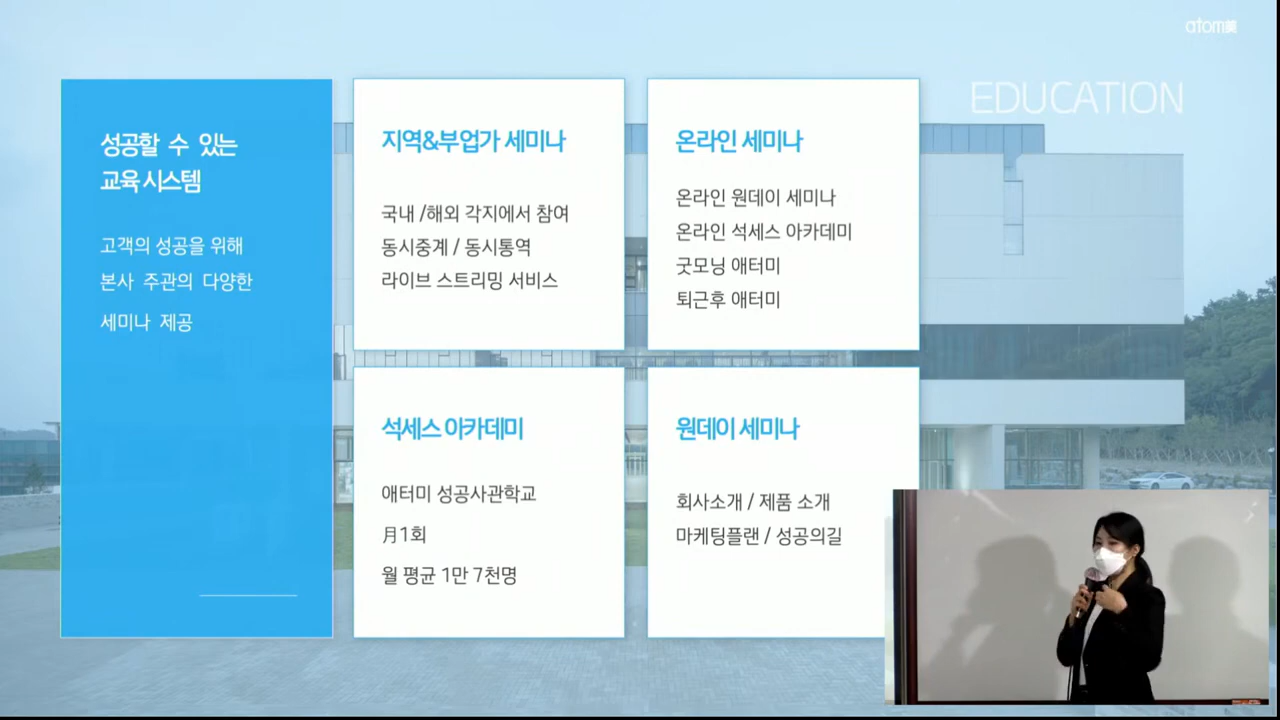 atom美
EDUCATION
성공할 수 있는
교육 시스템
고객의 성공을 위해
본사 주관의 다양한
세미나 제공
지역&부업가 세미나
국내 /해외 각지에서 참여
동시중계 / 동시통역
라이브 스트리밍 서비스
온라인 세미나
온라인 원데이 세미나
온라인 석세스 아카데미
굿모닝 애터미
퇴근후 애터미
석세스 아카데미
애터미 성공사관학교
月1회
월 평균 1만 7천명
원데이 세미나
회사소개 / 제품 소개
마케팅플랜 / 성공의길